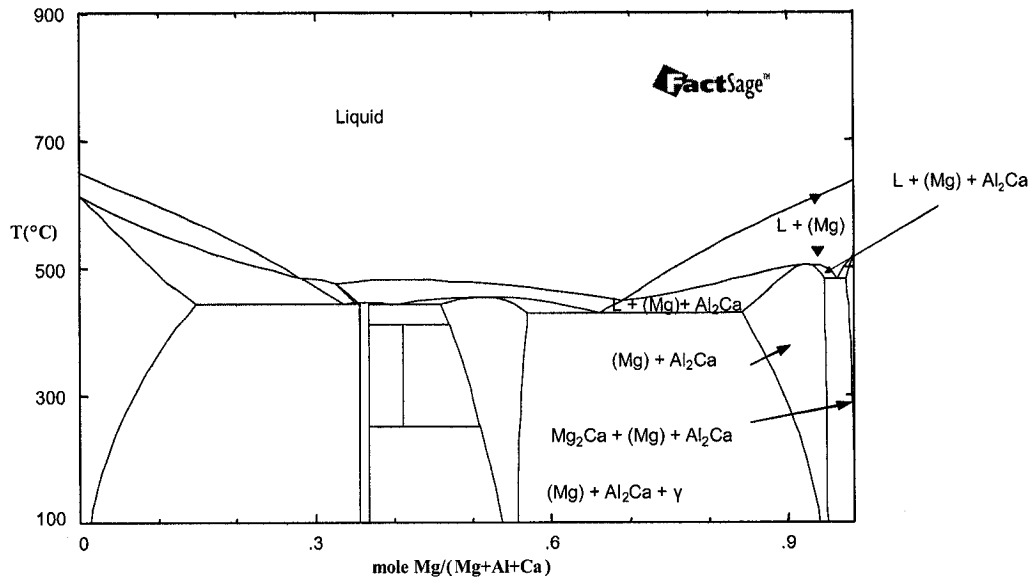 900
FactSage™
Liquid
700
L + (Mg) + Al₂Ca
T(°C)
L + (Mg)
500
L + (Mg)+ Al₂Ca
(Mg) + Al₂Ca
300
Mg₂Ca + (Mg) + Al₂Ca
(Mg) + Al₂Ca + γ
100
0
.3
.6
.9
mole Mg/(Mg+Al+Ca)